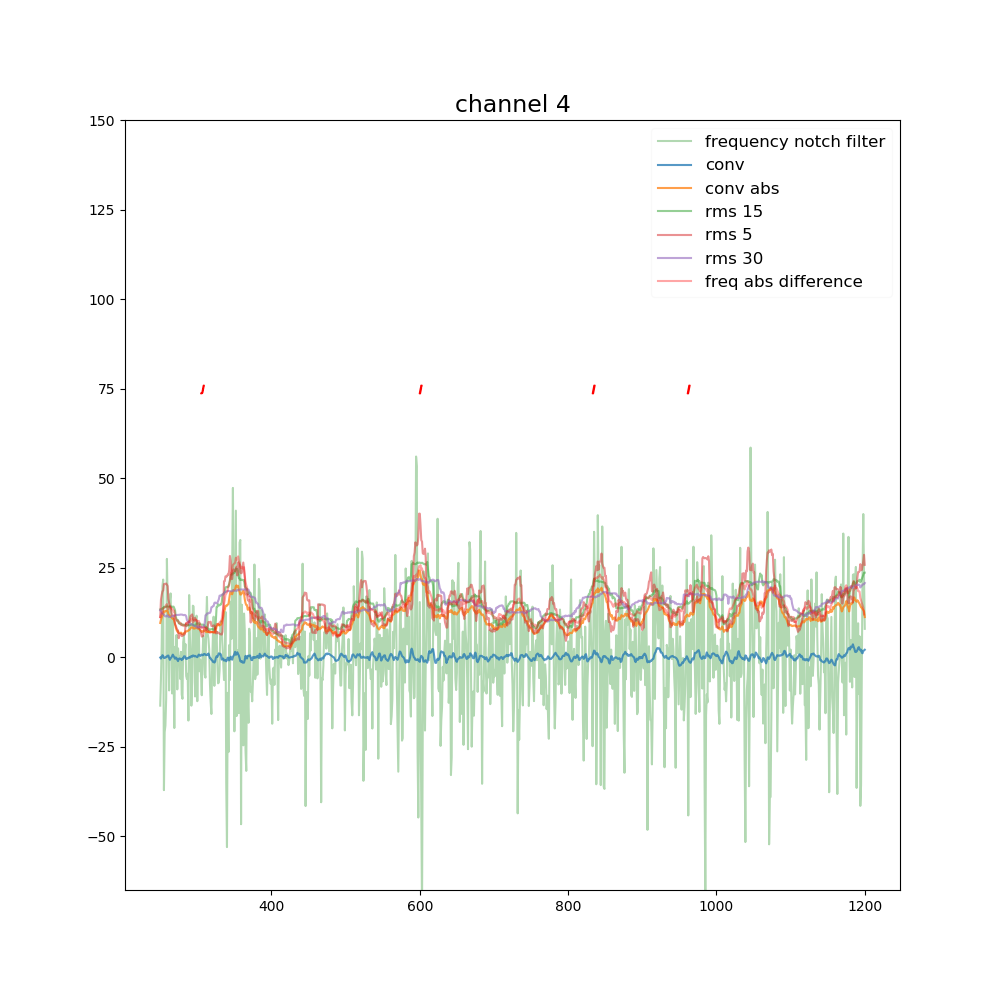 channel 4
150
125
100
75
50
25
0
−25
−50
400 600 800 1000 1200
frequency notch filter
conv
conv abs
rms 15
rms 5
rms 30
freq abs difference